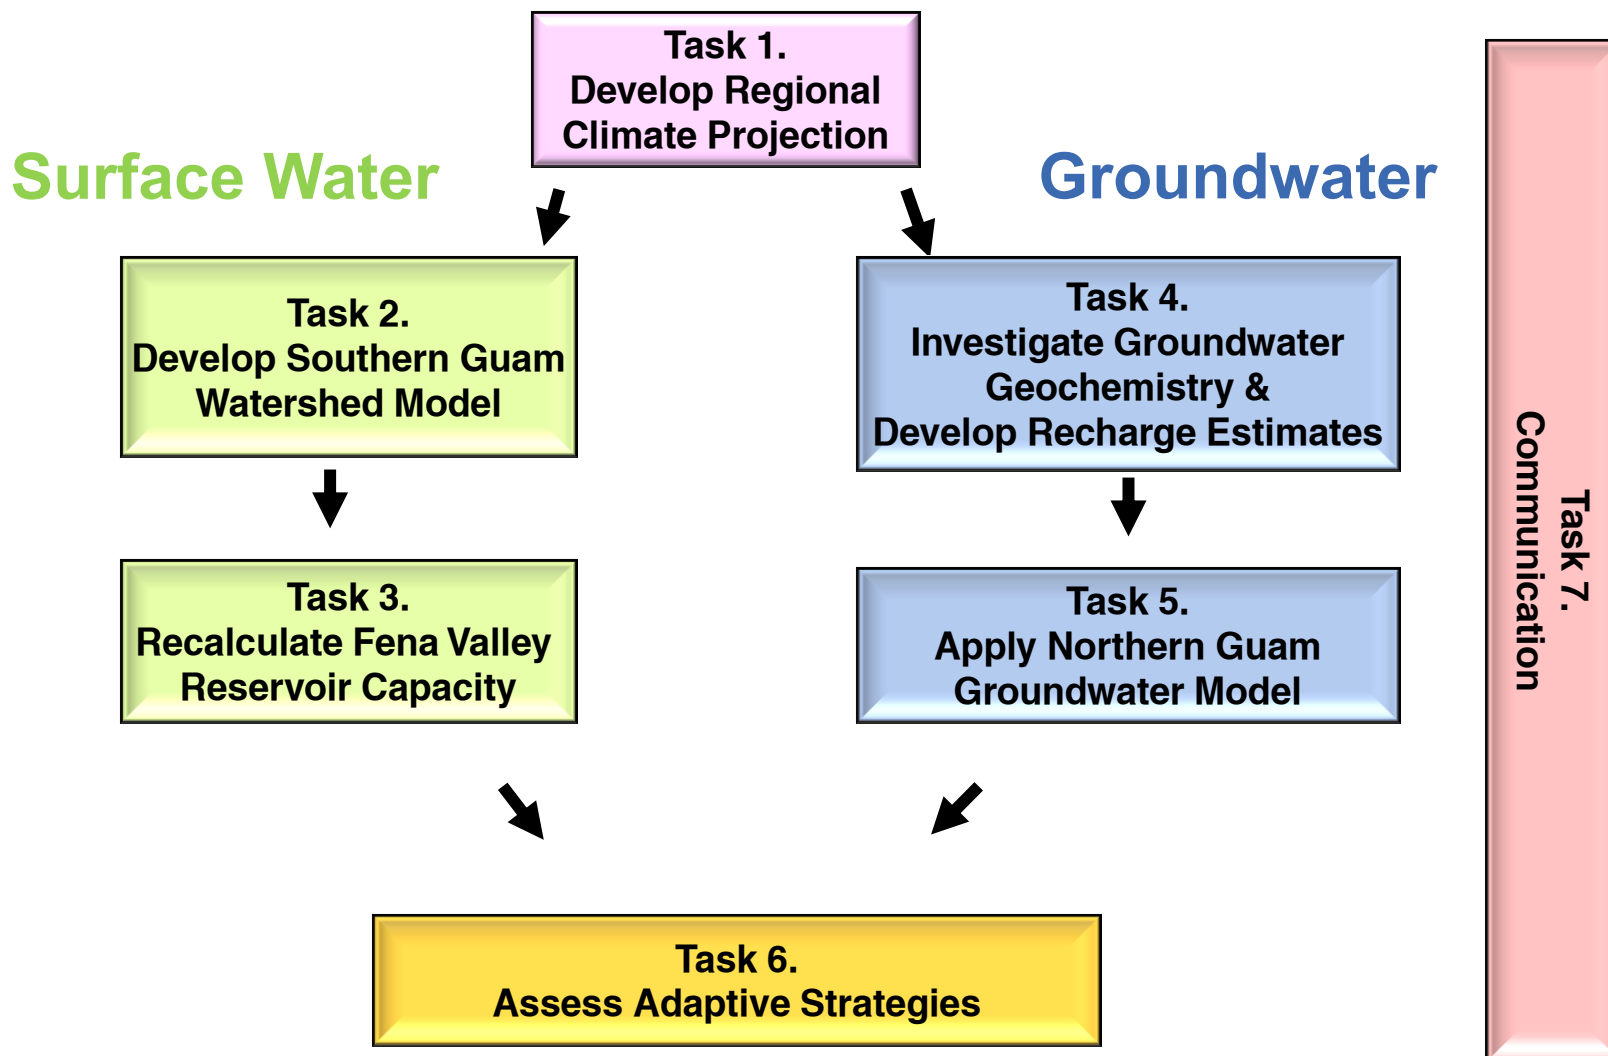 Task 1.
Develop Regional
Climate Projection
Surface Water
Groundwater
Task 2.
Develop Southern Guam
Watershed Model
Task 4.
Investigate Groundwater
Geochemistry &
Develop Recharge Estimates
Task 3.
Recalculate Fena Valley
Reservoir Capacity
Task 5.
Apply Northern Guam
Groundwater Model
Task 6.
Assess Adaptive Strategies
Task 7.
Communication